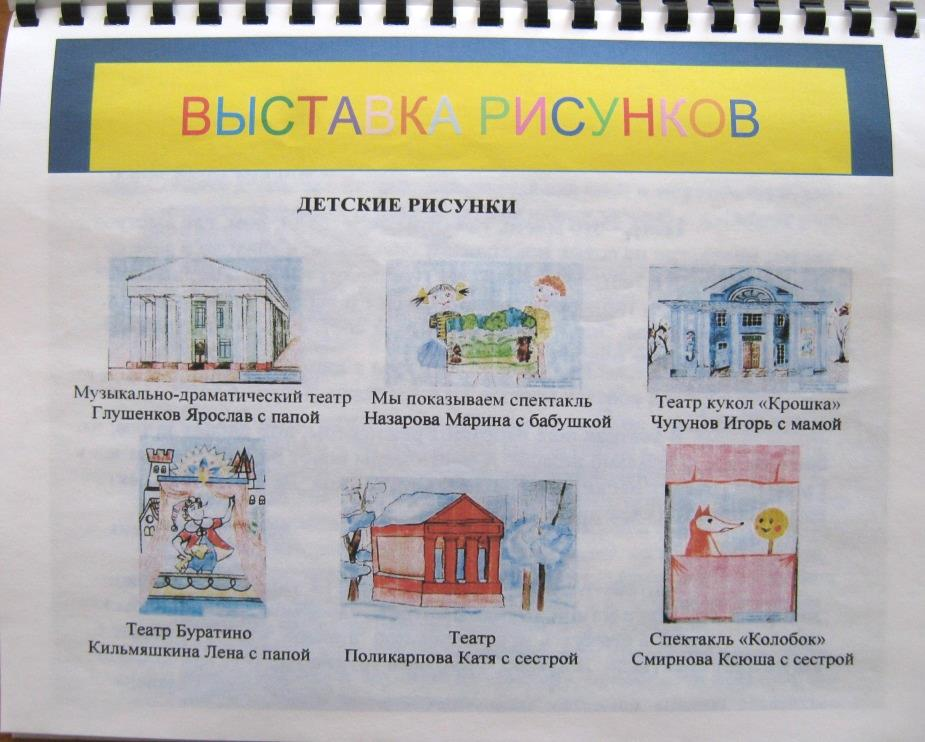 ВЫСТАВКА РИСУНКОВ
ДЕТСКИЕ РИСУНКИ
Музыкально-драматический театр
Глушенков Ярослав с папой
Мы показываем спектакль
Назарова Марина с бабушкой
Театр кукол «Крошка»
Чугунов Игорь с мамой
Театр Буратино
Кильмяшкина Лена с папой
Театр
Поликарпова Катя с сестрой
Спектакль «Колобок»
Смирнова Ксюша с сестрой